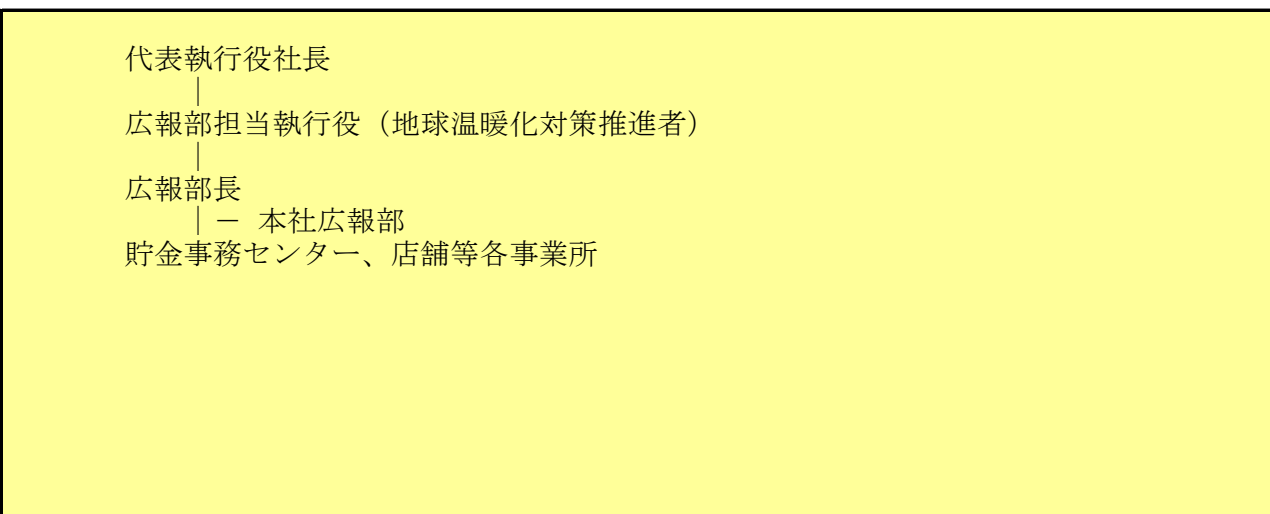 代表執行役社長
｜
広報部担当執行役（地球温暖化対策推進者）
｜
広報部長
｜－ 本社広報部
貯金事務センター、店舗等各事業所